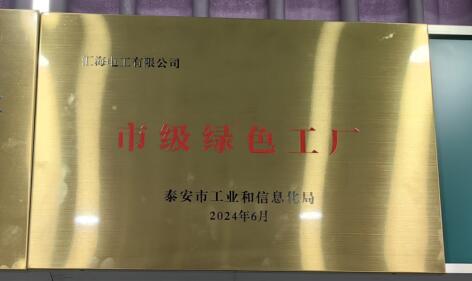 汇海电工有限公司
市级绿色工厂
泰安市工业和信息化局
2024年6月